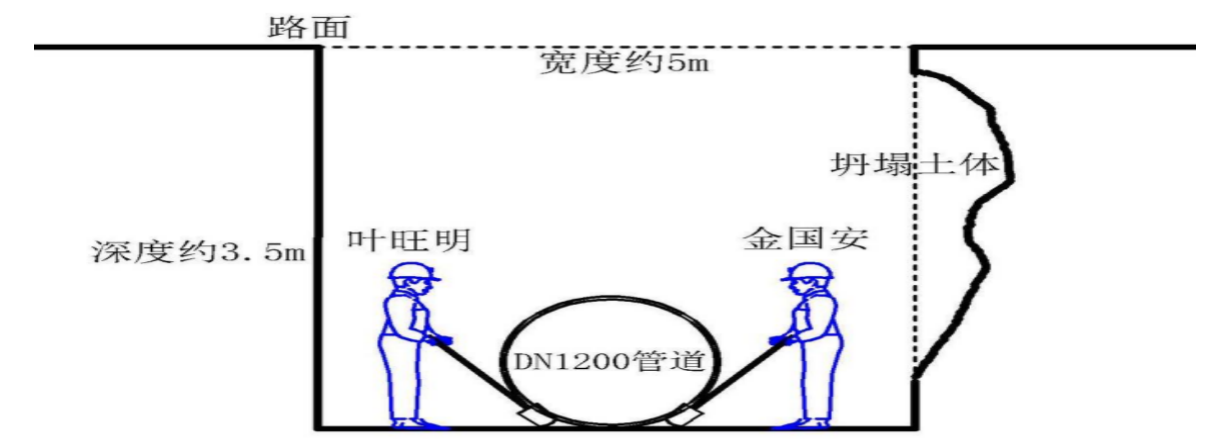 路面
宽度约5m
坍塌土体
深度约3.5m
叶旺明
金国安
DN1200管道